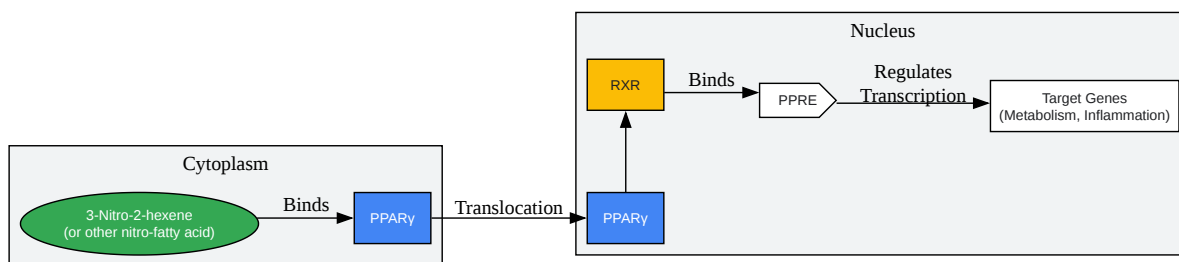 Nucleus
RXR
Binds
PPRE
Regulates
Transcription
Target Genes
(Metabolism, Inflammation)
Cytoplasm
3-Nitro-2-hexene
(or other nitro-fatty acid)
Binds
PPARγ
Translocation
PPARγ